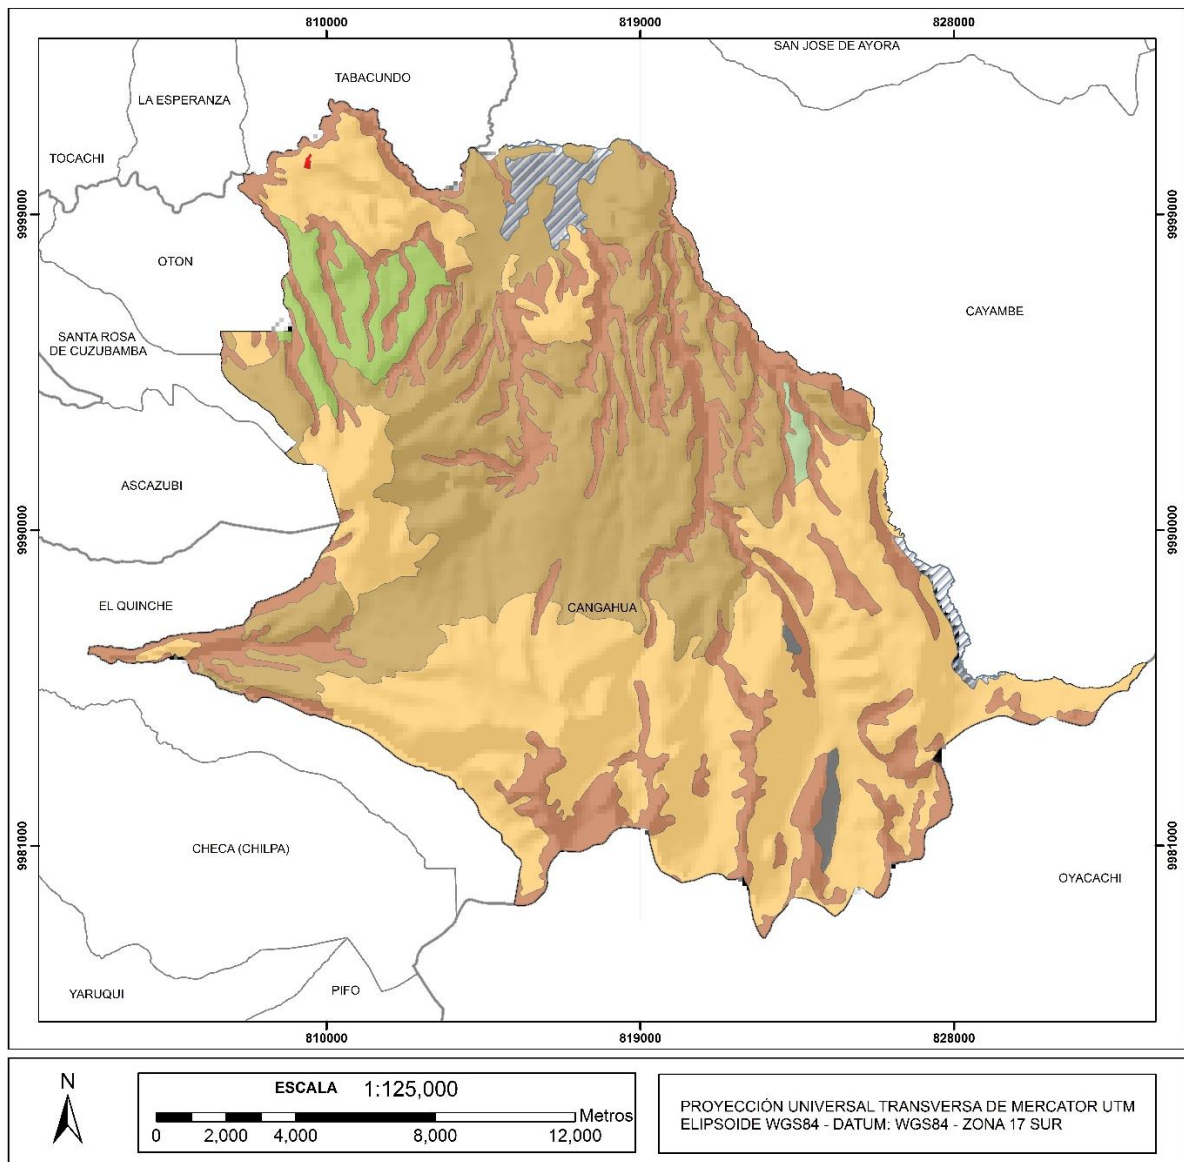 810000
819000
828000
SAN JOSE DE AYORA
TABACUNDO
LA ESPERANZA
TOCACHI
9999000
9999000
OTON
CAYAMBE
SANTA ROSA
DE CUZUBAMBA
ASCAZUBI
9990000
9990000
EL QUINCHE
CANGAHUA
CHECA (CHILPA)
9981000
9981000
OYACACHI
YARUQUI
PIFO
810000
819000
828000
N
ESCALA 1:125,000
Metros
0 2,000 4,000 8,000 12,000
PROYECCIÓN UNIVERSAL TRANSVERSA DE MERCATOR UTM
ELIPSOIDE WGS84 - DATUM: WGS84 - ZONA 17 SUR